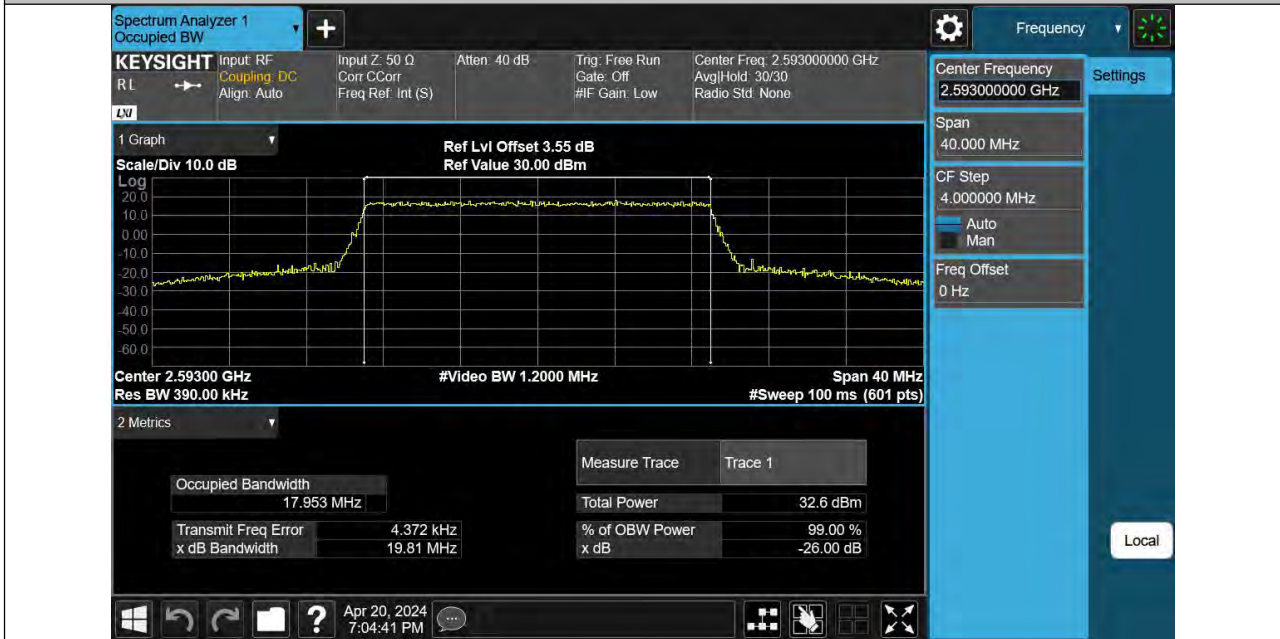 Spectrum Analyzer 1
Occupied BW
Frequency
KEYSIGHT
R L
LXI
Input: RF
Coupling: DC
Align: Auto
Input Z: 50 Ω
Corr CCorr
Freq Ref: Int (S)
Atten: 40 dB
Trig: Free Run
Gate: Off
#IF Gain: Low
Center Freq: 2.593000000 GHz
Avg|Hold: 30/30
Radio Std: None
Center Frequency
2.593000000 GHz
Settings
Span
40.000 MHz
CF Step
4.000000 MHz
Auto
Man
Freq Offset
0 Hz
1 Graph
Scale/Div 10.0 dB
Ref Lvl Offset 3.55 dB
Ref Value 30.00 dBm
Log
20.0
10.0
0.00
-10.0
-20.0
-30.0
-40.0
-50.0
-60.0
Center 2.59300 GHz
Res BW 390.00 kHz
#Video BW 1.2000 MHz
Span 40 MHz
#Sweep 100 ms (601 pts)
2 Metrics
Measure Trace Trace 1
Occupied Bandwidth
17.953 MHz
Total Power 32.6 dBm
Transmit Freq Error 4.372 kHz
% of OBW Power 99.00 %
x dB Bandwidth 19.81 MHz
x dB -26.00 dB
Local
?
Apr 20, 2024
7:04:41 PM